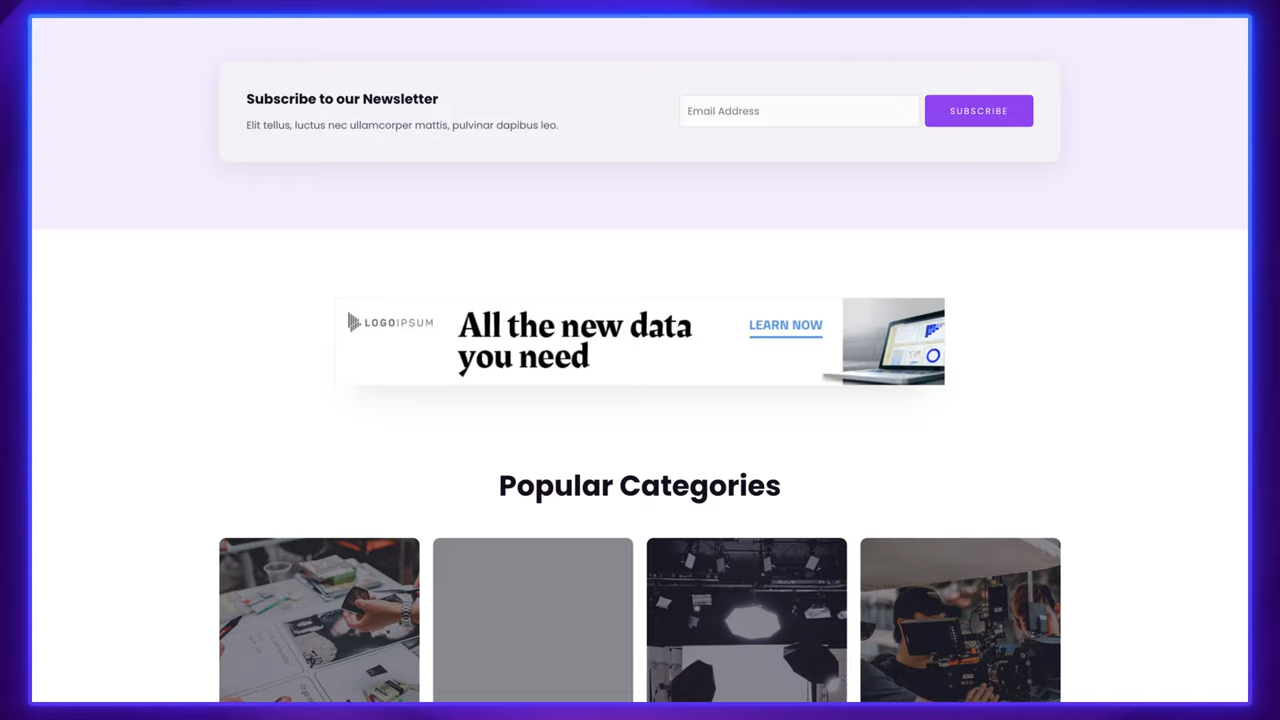 Subscribe to our Newsletter
Elit tellus, luctus nec ullamcorper mattis, pulvinar dapibus leo.
Email Address
SUBSCRIBE
LOGOIPSUM
All the new data
you need
LEARN NOW
Popular Categories